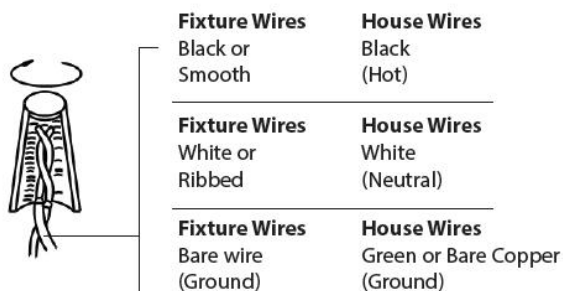 Fixture Wires House Wires
Black or Black
Smooth (Hot)
Fixture Wires House Wires
White or White
Ribbed (Neutral)
Fixture Wires House Wires
Bare wire Green or Bare Copper
(Ground) (Ground)